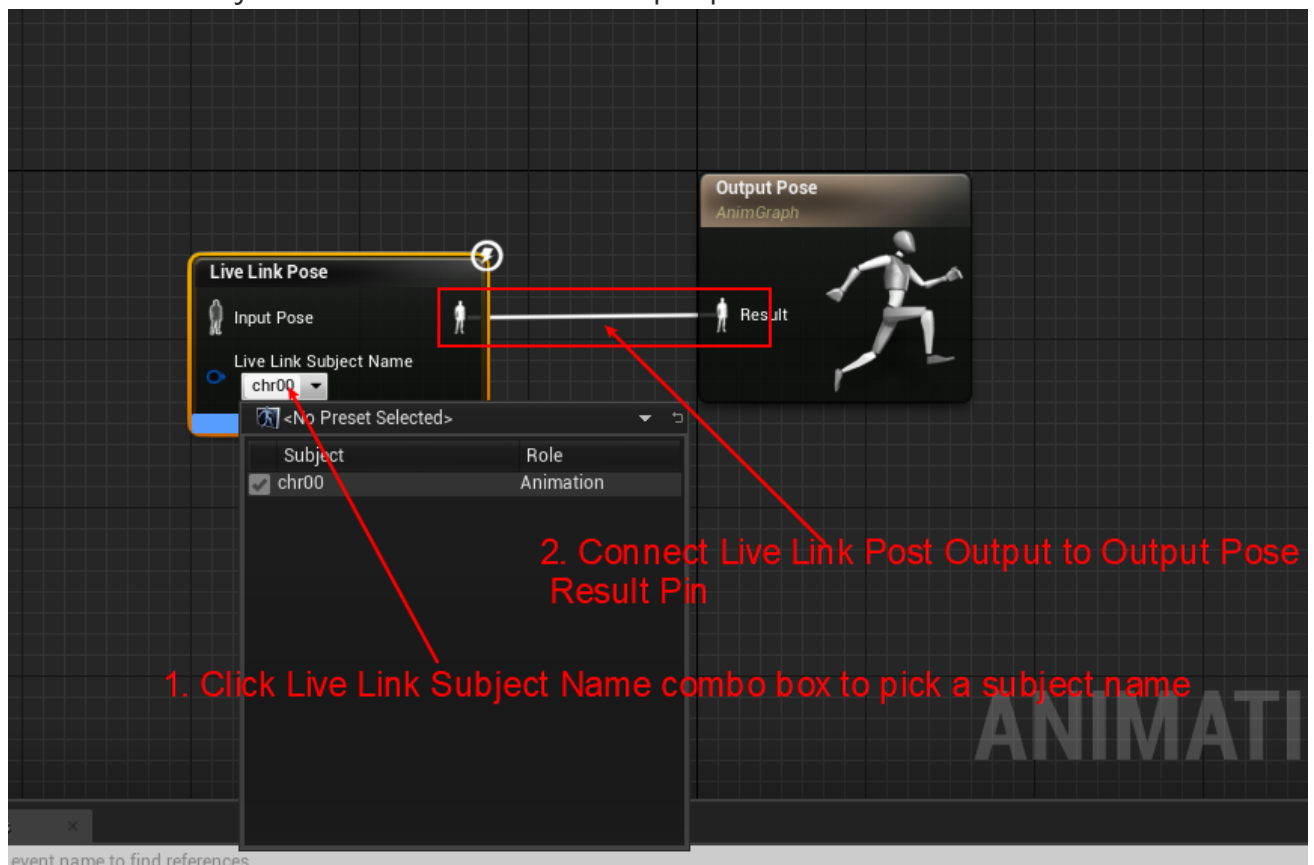 Output Pose
AnimGraph
Live Link Pose
Input Pose
Result
Live Link Subject Name
chr00
<No Preset Selected>
Subject Role
chr00 Animation
2. Connect Live Link Post Output to Output Pose
Result Pin
1. Click Live Link Subject Name combo box to pick a subject name
ANIMATI
event name to find references